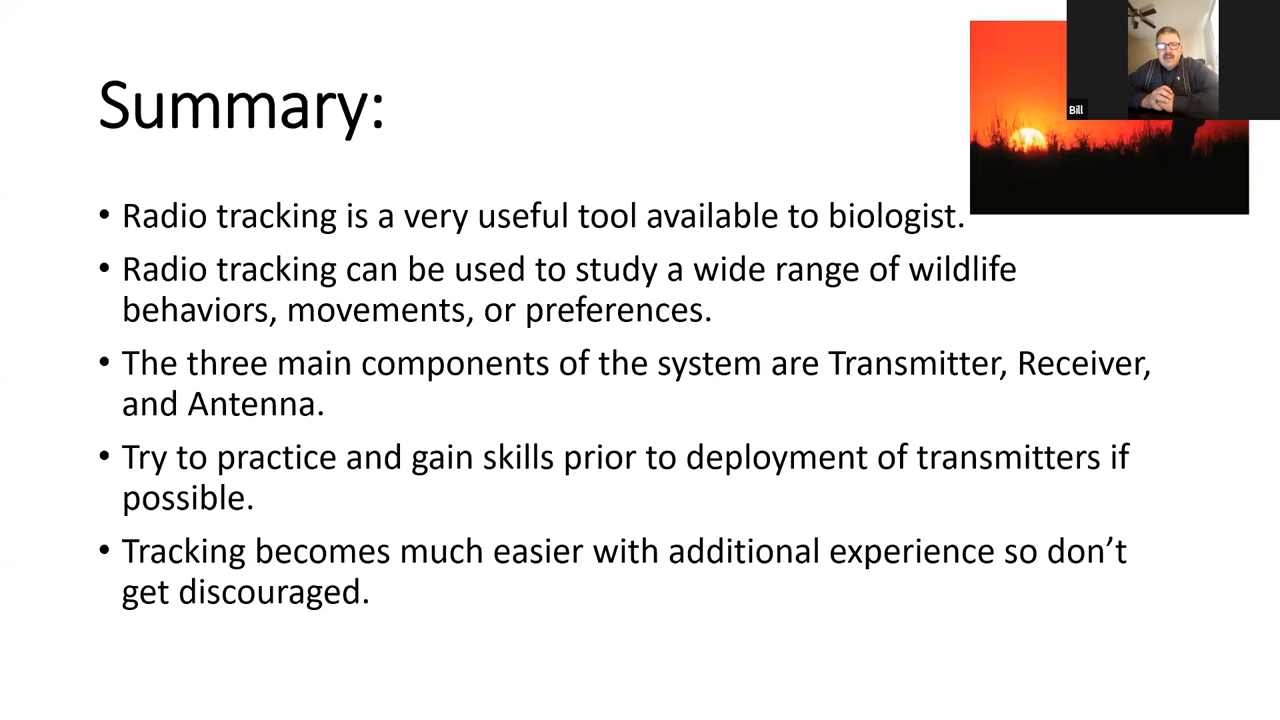 Summary:
Bill
• Radio tracking is a very useful tool available to biologist.
• Radio tracking can be used to study a wide range of wildlife
behaviors, movements, or preferences.
• The three main components of the system are Transmitter, Receiver,
and Antenna.
• Try to practice and gain skills prior to deployment of transmitters if
possible.
• Tracking becomes much easier with additional experience so don’t
get discouraged.